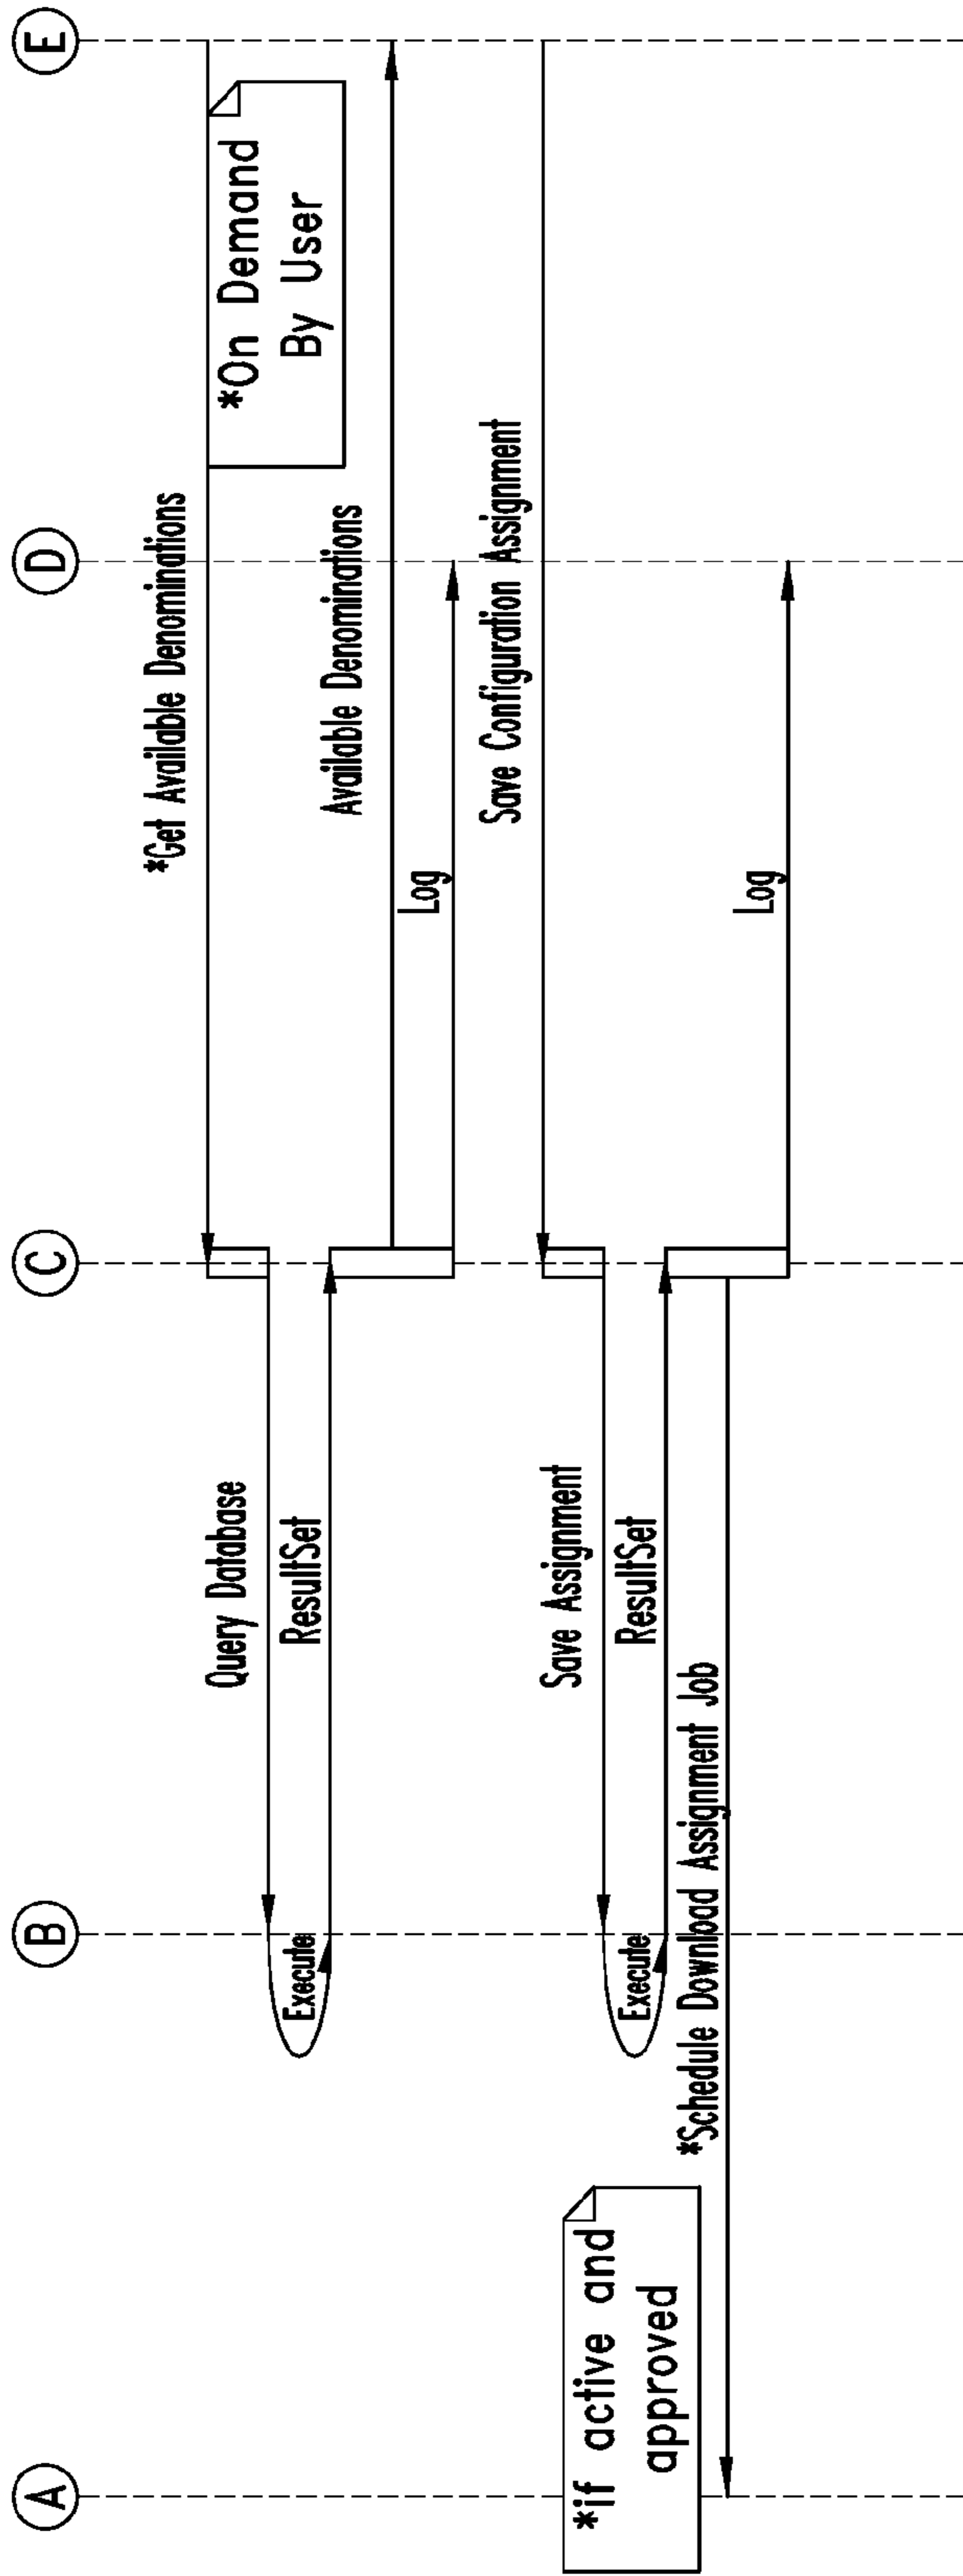 A
B
C
D
E
*Get Available Denominations
*On Demand
By User
Query Database
Execute
ResultSet
Available Denominations
Log
Save Configuration Assignment
Save Assignment
*if active and
approved
Execute
ResultSet
*Schedule Download Assignment Job
Log